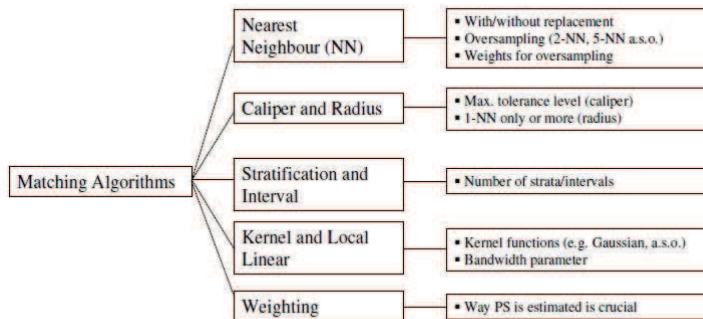 Nearest
Neighbour (NN)
▪ With/without replacement
▪ Oversampling (2-NN, 5-NN a.s.o.)
▪ Weights for oversampling
Caliper and Radius
▪ Max. tolerance level (caliper)
▪ 1-NN only or more (radius)
Matching Algorithms
Stratification and
Interval
▪ Number of strata/intervals
Kernel and Local
Linear
▪ Kernel functions (e.g. Gaussian, a.s.o.)
▪ Bandwidth parameter
Weighting
▪ Way PS is estimated is crucial